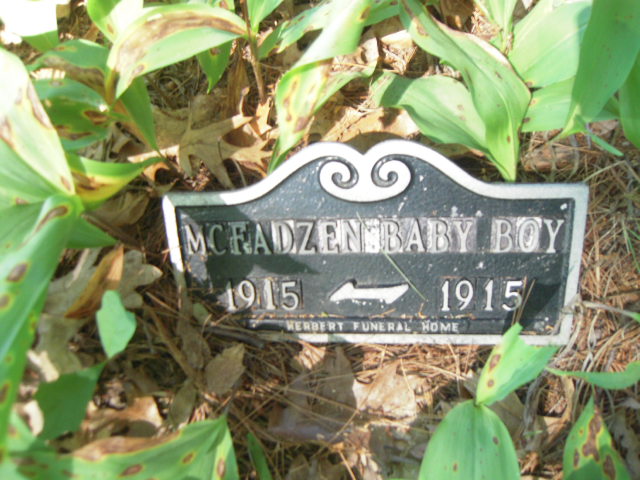 MCFADZEN BABY BOY
1915 1915
HERBERT FUNERAL HOME